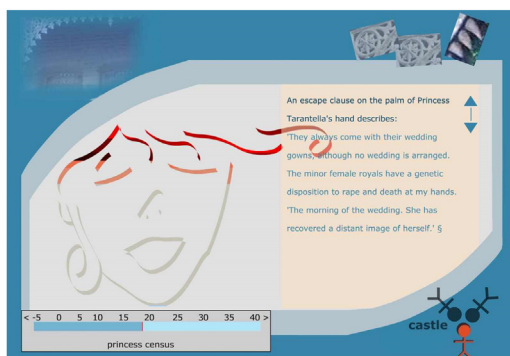 An escape clause on the palm of Princess
Tarantella's hand describes:
'They always come with their wedding
gowns, although no wedding is arranged.
The minor female royals have a genetic
disposition to rape and death at my hands.
'The morning of the wedding. She has
recovered a distant image of herself.' §
< -5 0 5 10 15 20 25 30 35 40 >
princess census
castle